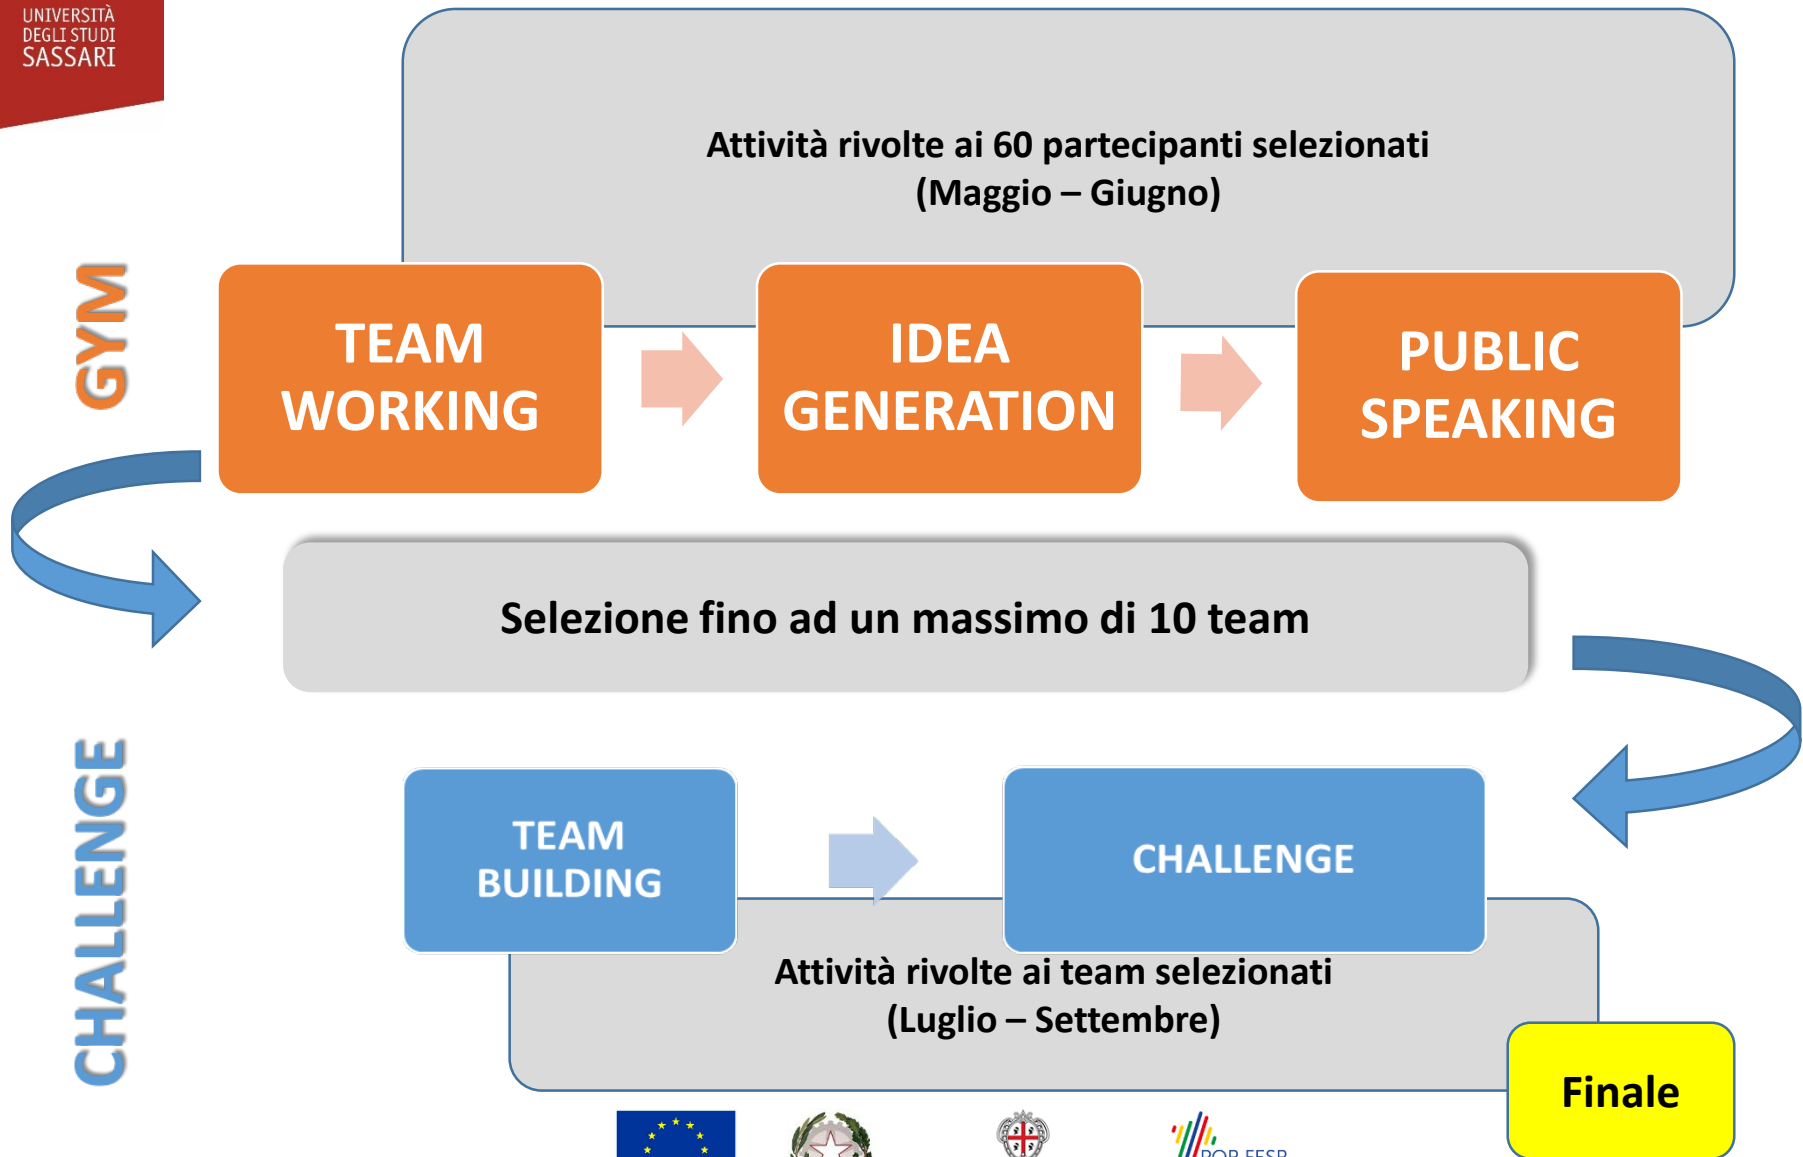 UNIVERSITÀ
DEGLI STUDI
SASSARI
Attività rivolte ai 60 partecipanti selezionati
(Maggio – Giugno)
GYM
TEAM
WORKING
IDEA
GENERATION
PUBLIC
SPEAKING
Selezione fino ad un massimo di 10 team
CHALLENGE
TEAM
BUILDING
CHALLENGE
Attività rivolte ai team selezionati
(Luglio – Settembre)
Finale
POR FESR